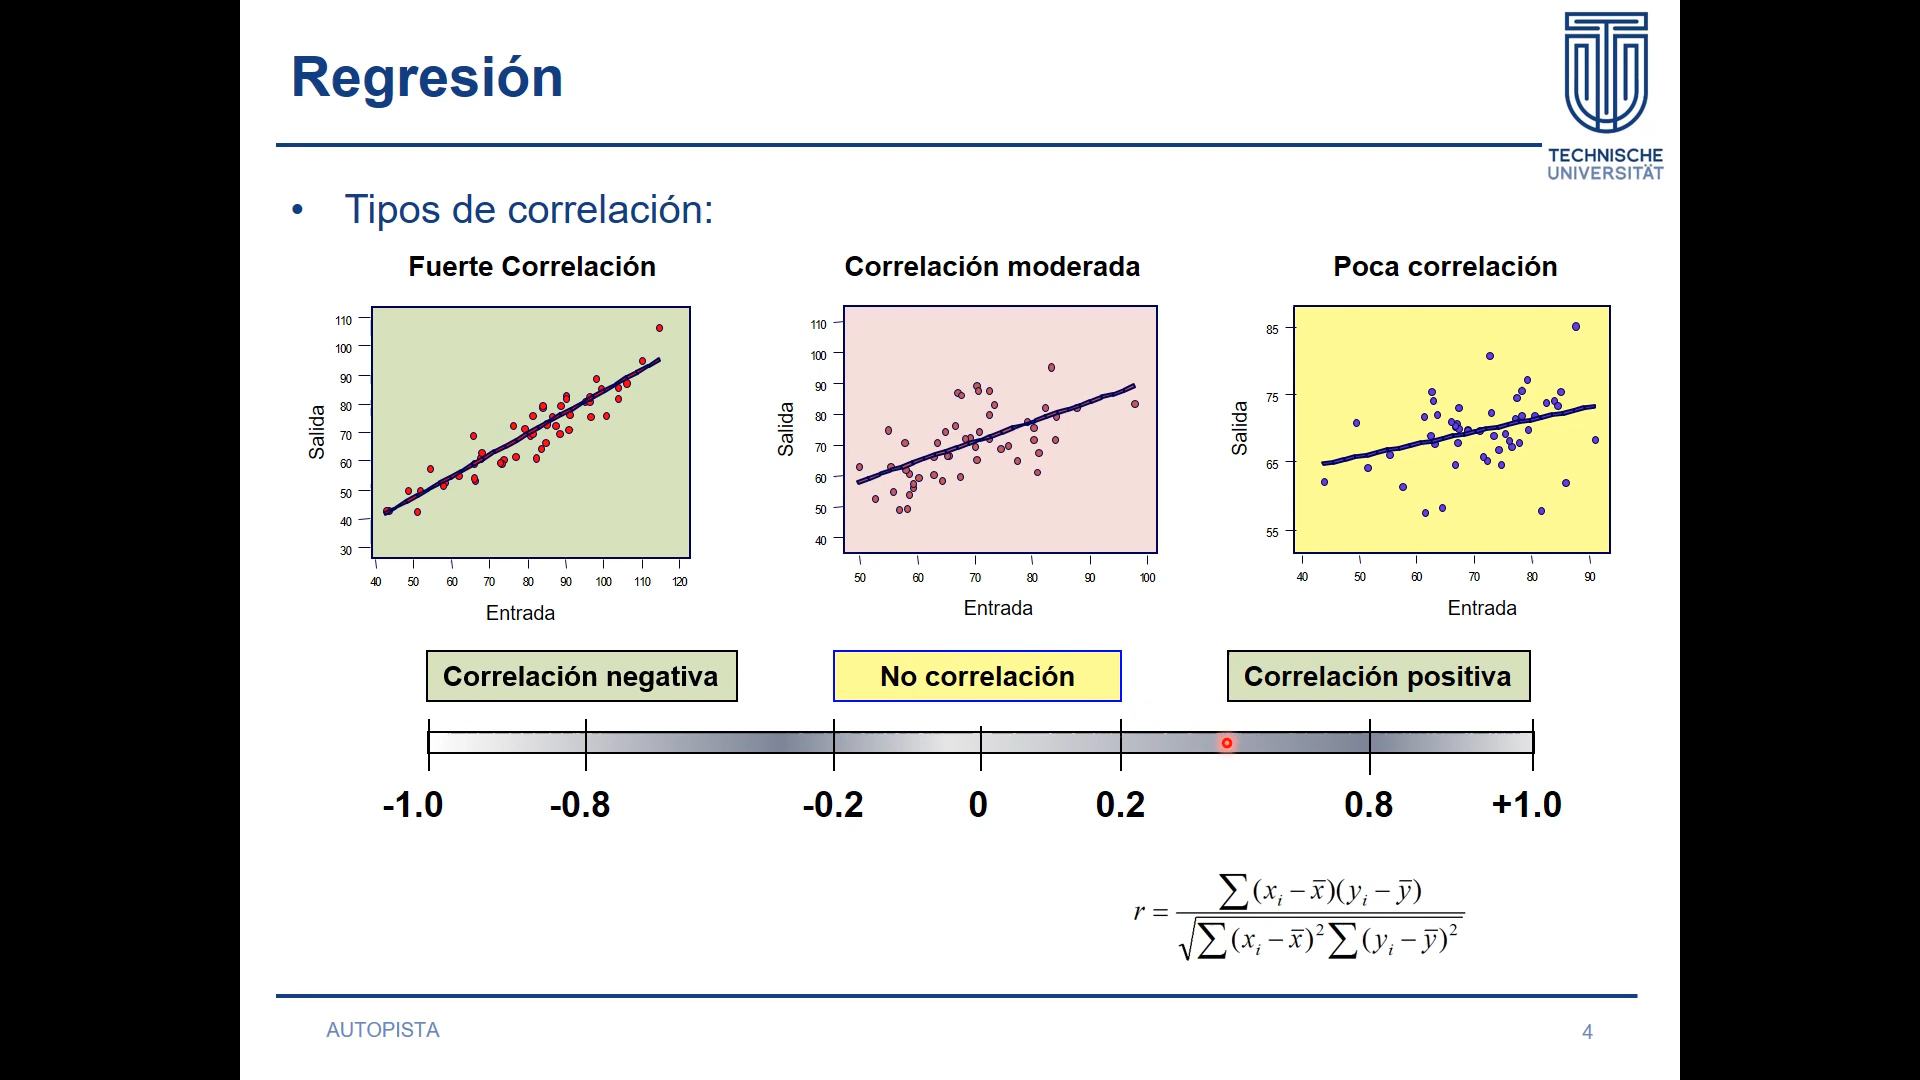 Regresión
TECHNISCHE
UNIVERSITÄT
• Tipos de correlación:
Fuerte Correlación
Salida
110
100
90
80
70
60
50
40
30
40 50 60 70 80 90 100 110 120
Entrada
Correlación moderada
Salida
110
100
90
80
70
60
50
40
50 60 70 80 90 100
Entrada
Poca correlación
Salida
85
75
65
55
40 50 60 70 80 90
Entrada
Correlación negativa
No correlación
Correlación positiva
-1.0 -0.8 -0.2 0 0.2 0.8 +1.0
r = ∑(xᵢ − x̅)(yᵢ − y̅) / √∑(xᵢ − x̅)²∑(yᵢ − y̅)²
AUTOPISTA
4